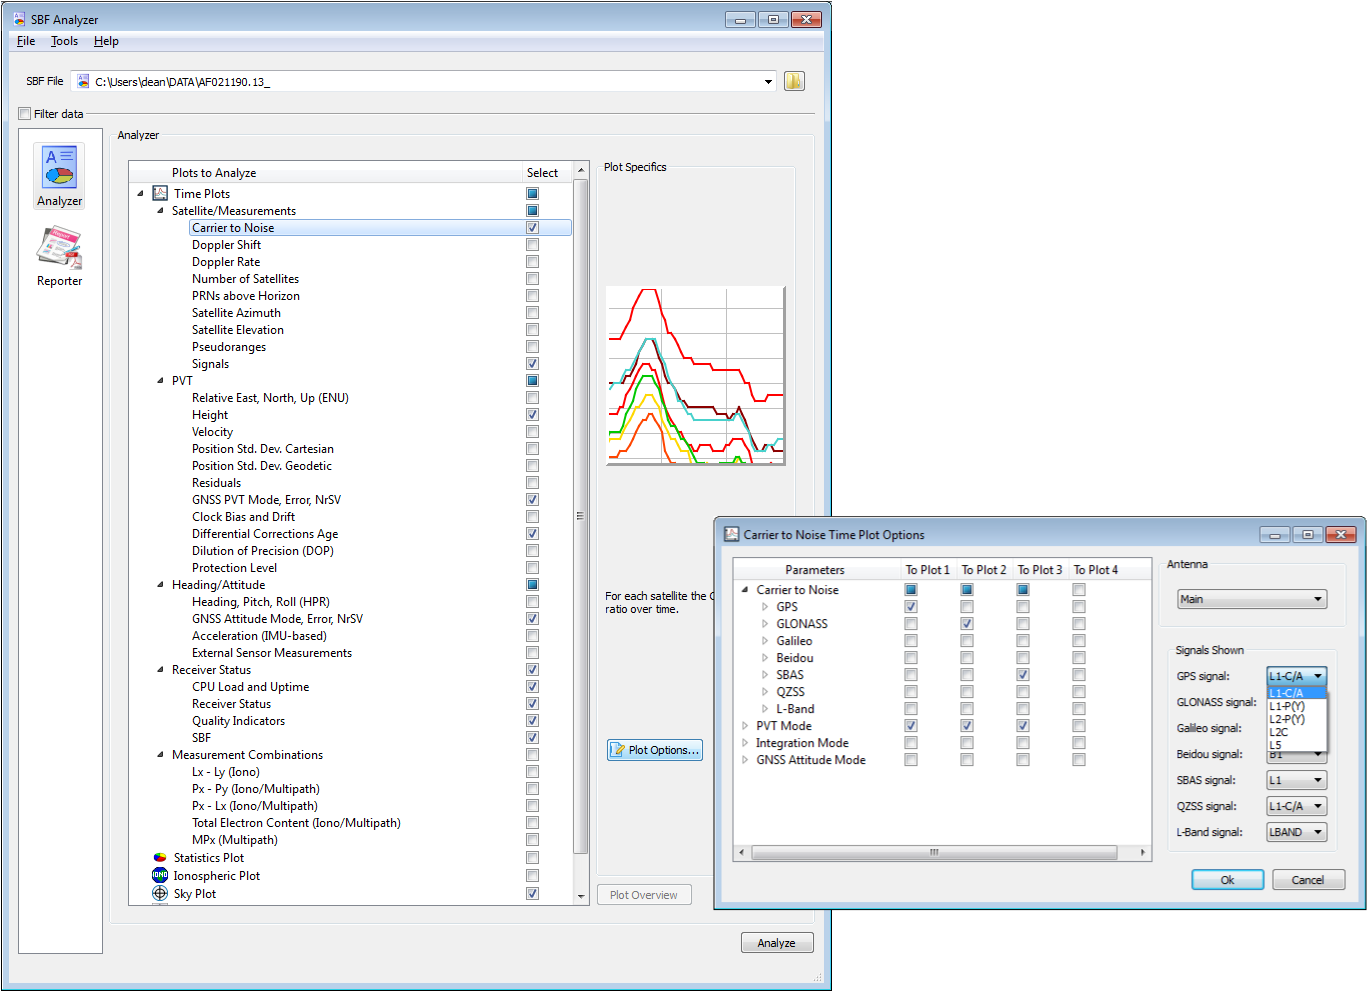 SBF Analyzer
File Tools Help
SBF File C:\Users\dean\DATA\AF021190.13_
Filter data
Analyzer
Reporter
Analyzer
Plots to Analyze Select
Time Plots
Satellite/Measurements
Carrier to Noise
Doppler Shift
Doppler Rate
Number of Satellites
PRNs above Horizon
Satellite Azimuth
Satellite Elevation
Pseudoranges
Signals
PVT
Relative East, North, Up (ENU)
Height
Velocity
Position Std. Dev. Cartesian
Position Std. Dev. Geodetic
Residuals
GNSS PVT Mode, Error, NrSV
Clock Bias and Drift
Differential Corrections Age
Dilution of Precision (DOP)
Protection Level
Heading/Attitude
Heading, Pitch, Roll (HPR)
GNSS Attitude Mode, Error, NrSV
Acceleration (IMU-based)
External Sensor Measurements
Receiver Status
CPU Load and Uptime
Receiver Status
Quality Indicators
SBF
Measurement Combinations
Lx - Ly (Iono)
Px - Py (Iono/Multipath)
Px - Lx (Iono/Multipath)
Total Electron Content (Iono/Multipath)
MPx (Multipath)
Statistics Plot
IONO Ionospheric Plot
Sky Plot
Plot Specifics
For each satellite the
ratio over time.
Plot Options...
Plot Overview
Analyze
Carrier to Noise Time Plot Options
Parameters To Plot 1 To Plot 2 To Plot 3 To Plot 4
Carrier to Noise
GPS
GLONASS
Galileo
Beidou
SBAS
QZSS
L-Band
PVT Mode
Integration Mode
GNSS Attitude Mode
Antenna
Main
Signals Shown
GPS signal: L1-C/A
L1-C/A
GLONASS signal: L1-P(Y)
L2-P(Y)
Galileo signal: L2C
L5
Beidou signal: B1
SBAS signal: L1
QZSS signal: L1-C/A
L-Band signal: LBAND
Ok Cancel